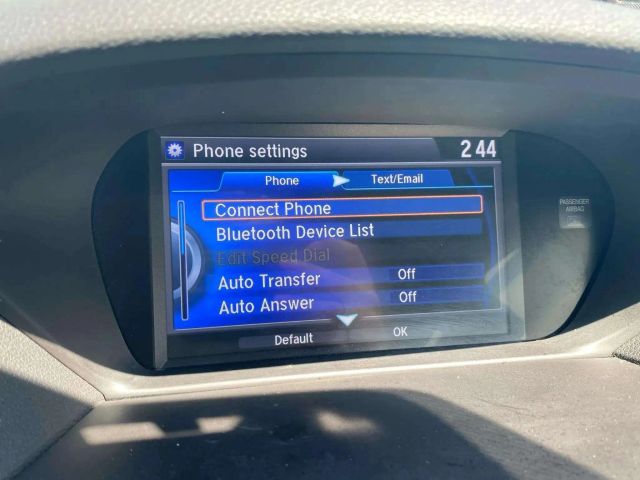 Phone settings 2 44
Phone Text/Email
Connect Phone
Bluetooth Device List
Edit Speed Dial
Auto Transfer Off
Auto Answer Off
Default OK
PASSENGER
AIRBAG